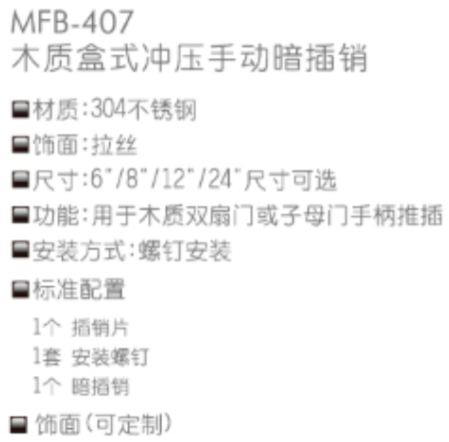 MFB-407
木质盒式冲压手动暗插销
■材质:304不锈钢
■饰面:拉丝
■尺寸:6"/8"/12"/24"尺寸可选
■功能:用于木质双扇门或子母门手柄推插
■安装方式:螺钉安装
■标准配置
1个 插销片
1套 安装螺钉
1个 暗插销
■ 饰面(可定制)